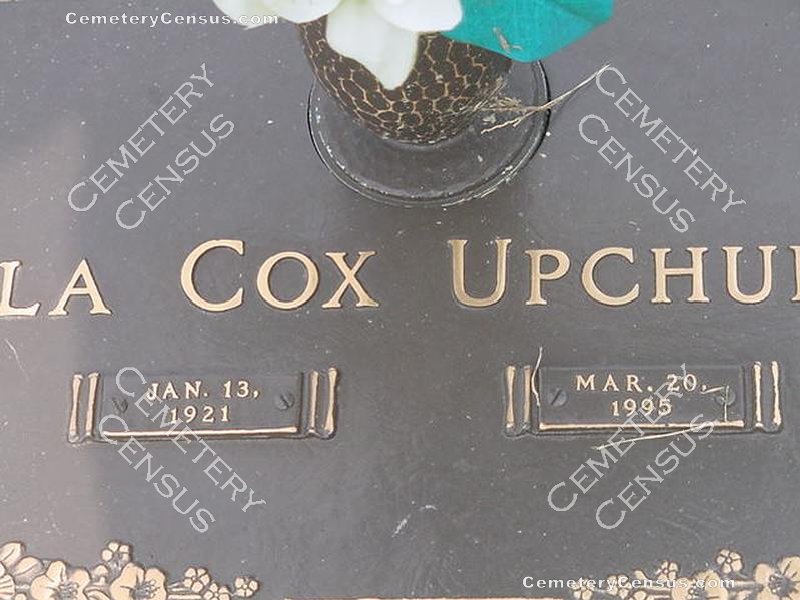 CemeteryCensus.com
CEMETERY CENSUS
CEMETERY CENSUS
LA COX UPCHU
JAN. 13, 1921
MAR. 20, 1995
CEMETERY CENSUS
CEMETERY CENSUS
CemeteryCensus.com